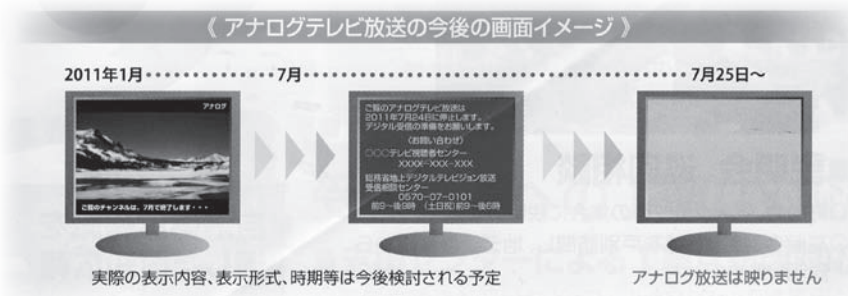 《 アナログテレビ放送の今後の画面イメージ 》
2011年1月・・・・・・・・・・・・・7月・・・・・・・・・・・・・・・・・・・・・・・・・・・・・・・・・・・・・・7月25日～
アナログ
ご覧のチャンネルは、7月で終了します・・・
ご覧のアナログテレビ放送は
2011年7月24日に停止します。
デジタル受信の準備をお願いします。
〈お問い合わせ〉
〇〇〇テレビ視聴者センター
XXXX-XXX-XXX
総務省地上デジタルテレビジョン放送
受信相談センター
0570-07-0101
前9～後9時 （土日祝)前9～後6時
実際の表示内容、表示形式、時期等は今後検討される予定
アナログ放送は映りません